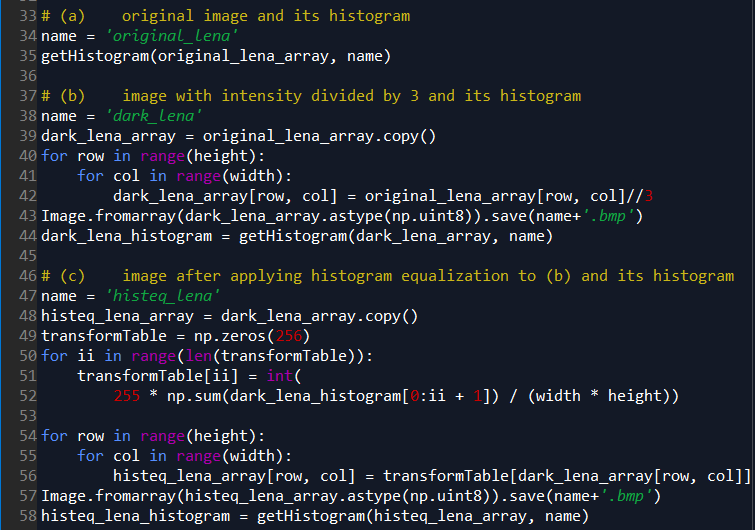 33 # (a)    original image and its histogram
34 name = 'original_lena'
35 getHistogram(original_lena_array, name)
36
37 # (b)    image with intensity divided by 3 and its histogram
38 name = 'dark_lena'
39 dark_lena_array = original_lena_array.copy()
40 for row in range(height):
41     for col in range(width):
42         dark_lena_array[row, col] = original_lena_array[row, col]//3
43 Image.fromarray(dark_lena_array.astype(np.uint8)).save(name+'.bmp')
44 dark_lena_histogram = getHistogram(dark_lena_array, name)
45
46 # (c)    image after applying histogram equalization to (b) and its histogram
47 name = 'histeq_lena'
48 histeq_lena_array = dark_lena_array.copy()
49 transformTable = np.zeros(256)
50 for ii in range(len(transformTable)):
51     transformTable[ii] = int(
52         255 * np.sum(dark_lena_histogram[0:ii + 1]) / (width * height))
53
54 for row in range(height):
55     for col in range(width):
56         histeq_lena_array[row, col] = transformTable[dark_lena_array[row, col]]
57 Image.fromarray(histeq_lena_array.astype(np.uint8)).save(name+'.bmp')
58 histeq_lena_histogram = getHistogram(histeq_lena_array, name)